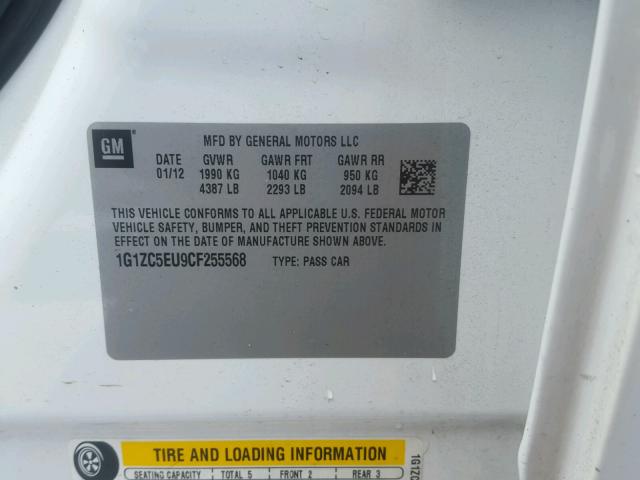 GM
MFD BY GENERAL MOTORS LLC
DATE GVWR GAWR FRT GAWR RR
01/12 1990 KG 1040 KG 950 KG
4387 LB 2293 LB 2094 LB
THIS VEHICLE CONFORMS TO ALL APPLICABLE U.S. FEDERAL MOTOR
VEHICLE SAFETY, BUMPER, AND THEFT PREVENTION STANDARDS IN
EFFECT ON THE DATE OF MANUFACTURE SHOWN ABOVE.
1G1ZC5EU9CF255568 TYPE: PASS CAR
TIRE AND LOADING INFORMATION
SEATING CAPACITY TOTAL 5 FRONT 2 REAR 3